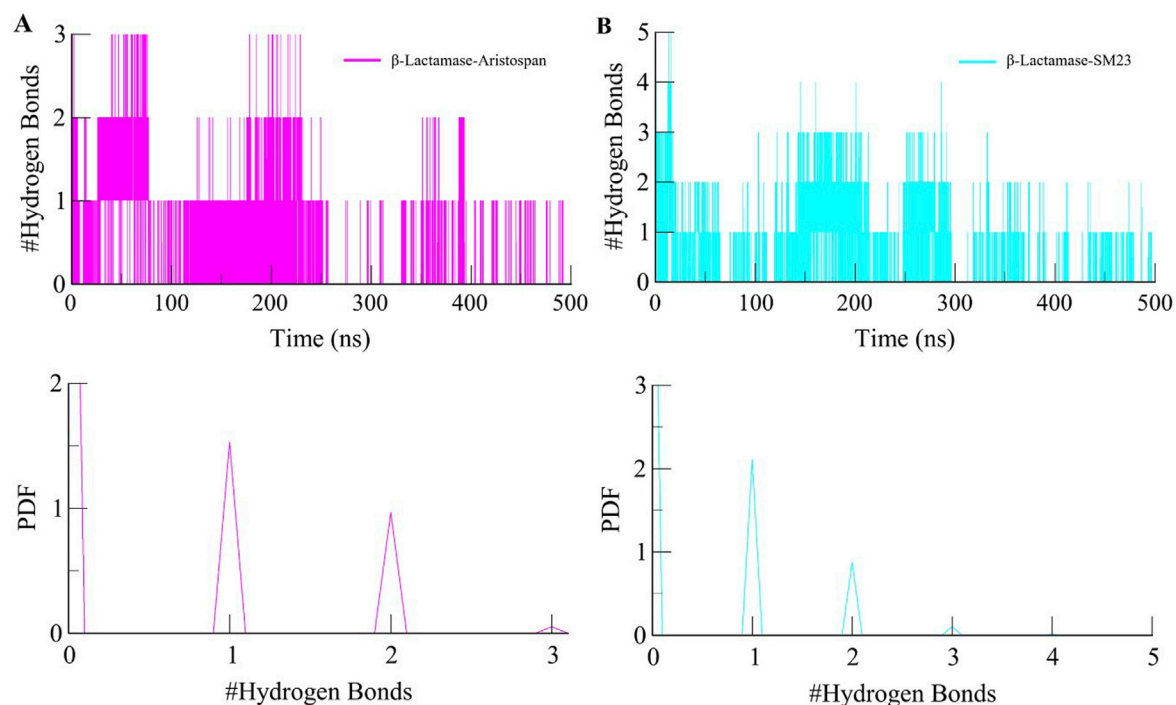 A
3
2
1
0
#Hydrogen Bonds
β-Lactamase-Aristospan
0 100 200 300 400 500
Time (ns)
B
5
4
3
2
1
0
#Hydrogen Bonds
β-Lactamase-SM23
0 100 200 300 400 500
Time (ns)
2
1
0
PDF
0 1 2 3
#Hydrogen Bonds
3
2
1
0
PDF
0 1 2 3 4 5
#Hydrogen Bonds